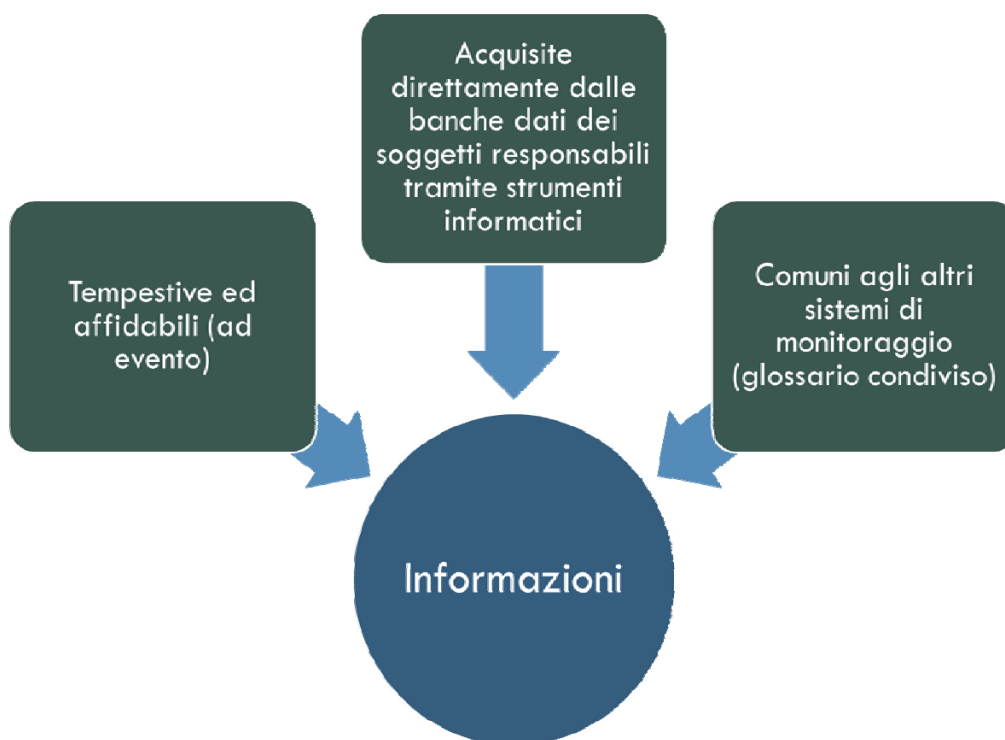 Acquisite
direttamente dalle
banche dati dei
soggetti responsabili
tramite strumenti
informatici
Tempestive ed
affidabili (ad
evento)
Comuni agli altri
sistemi di
monitoraggio
(glossario condiviso)
Informazioni